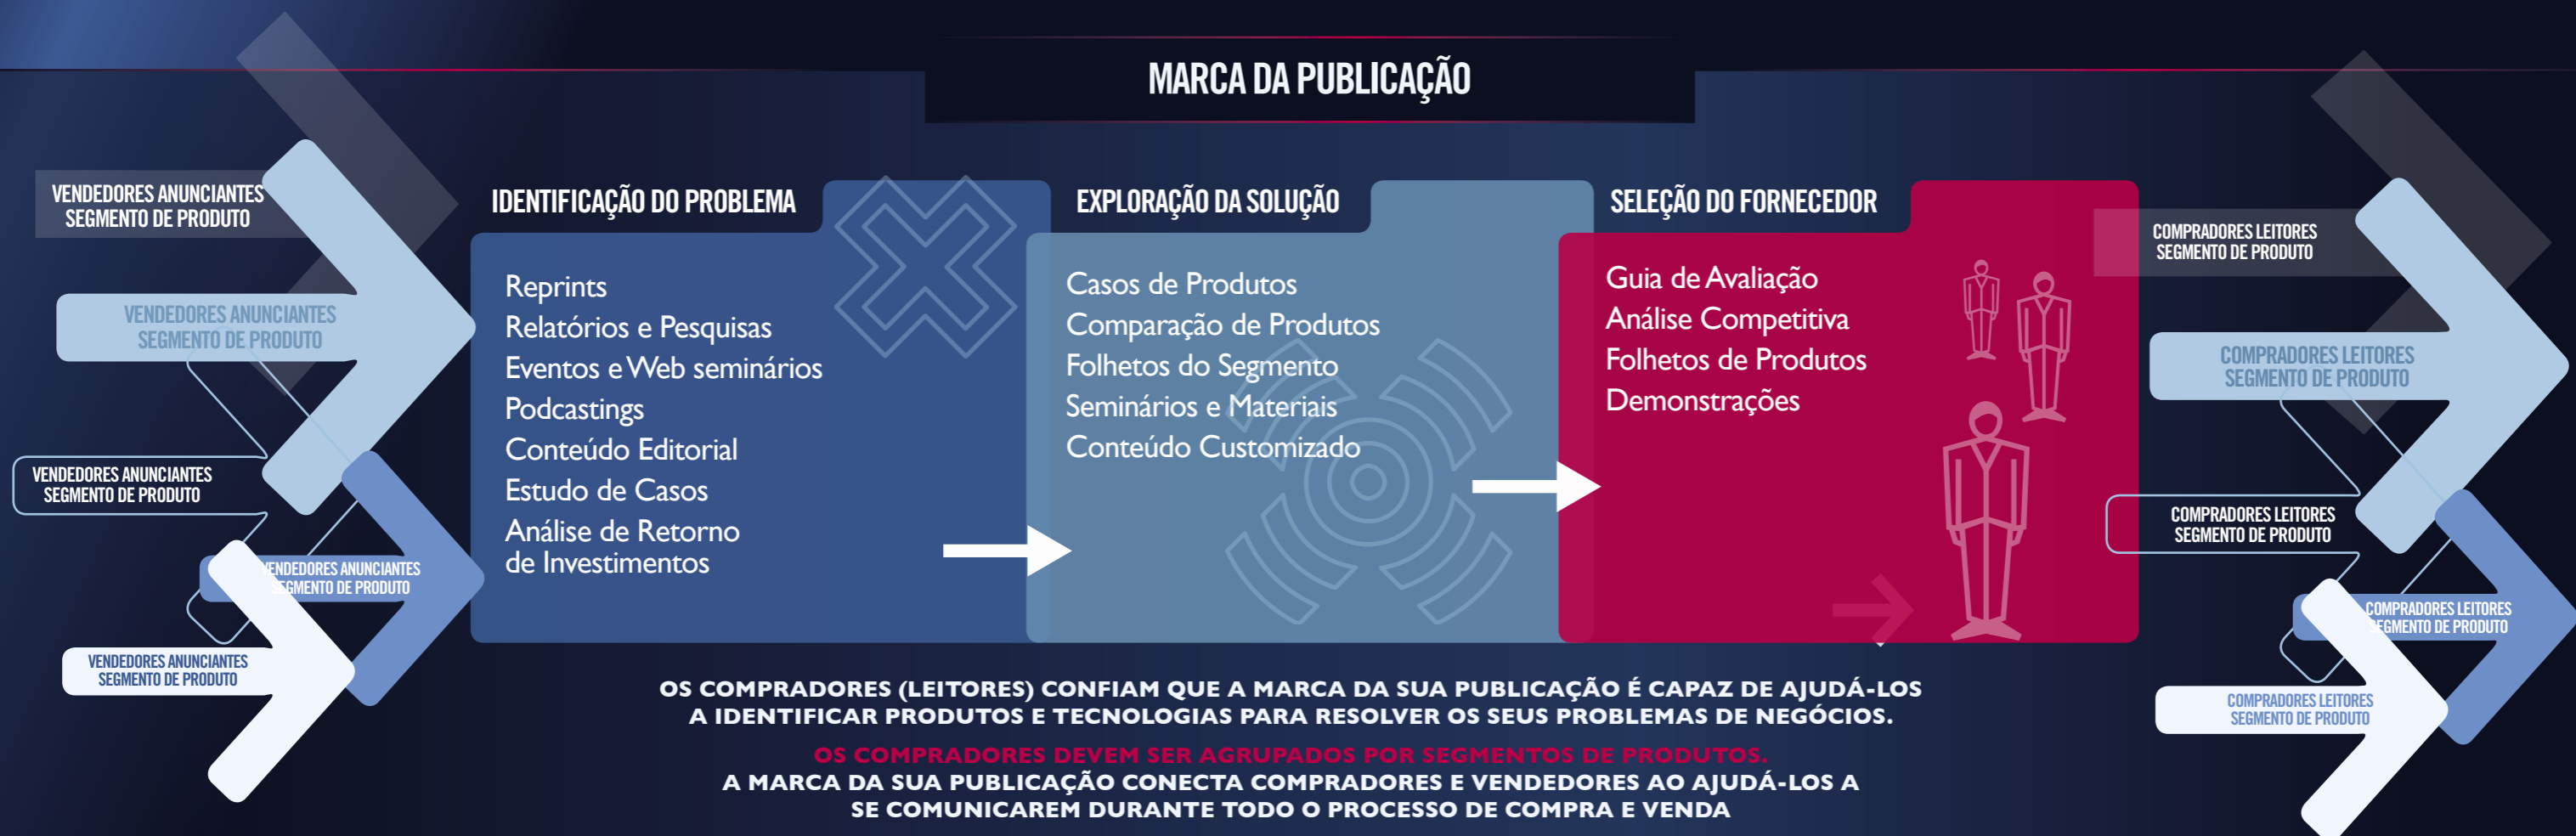 MARCA DA PUBLICAÇÃO
VENDEDORES ANUNCIANTES
SEGMENTO DE PRODUTO
VENDEDORES ANUNCIANTES
SEGMENTO DE PRODUTO
VENDEDORES ANUNCIANTES
SEGMENTO DE PRODUTO
VENDEDORES ANUNCIANTES
SEGMENTO DE PRODUTO
VENDEDORES ANUNCIANTES
SEGMENTO DE PRODUTO
IDENTIFICAÇÃO DO PROBLEMA
Reprints
Relatórios e Pesquisas
Eventos e Web seminários
Podcastings
Conteúdo Editorial
Estudo de Casos
Análise de Retorno
de Investimentos
EXPLORAÇÃO DA SOLUÇÃO
Casos de Produtos
Comparação de Produtos
Folhetos do Segmento
Seminários e Materiais
Conteúdo Customizado
SELEÇÃO DO FORNECEDOR
Guia de Avaliação
Análise Competitiva
Folhetos de Produtos
Demonstrações
COMPRADORES LEITORES
SEGMENTO DE PRODUTO
COMPRADORES LEITORES
SEGMENTO DE PRODUTO
COMPRADORES LEITORES
SEGMENTO DE PRODUTO
COMPRADORES LEITORES
SEGMENTO DE PRODUTO
COMPRADORES LEITORES
SEGMENTO DE PRODUTO
OS COMPRADORES (LEITORES) CONFIAM QUE A MARCA DA SUA PUBLICAÇÃO É CAPAZ DE AJUDÁ-LOS
A IDENTIFICAR PRODUTOS E TECNOLOGIAS PARA RESOLVER OS SEUS PROBLEMAS DE NEGÓCIOS.
OS COMPRADORES DEVEM SER AGRUPADOS POR SEGMENTOS DE PRODUTOS.
A MARCA DA SUA PUBLICAÇÃO CONECTA COMPRADORES E VENDEDORES AO AJUDÁ-LOS A
SE COMUNICAREM DURANTE TODO O PROCESSO DE COMPRA E VENDA